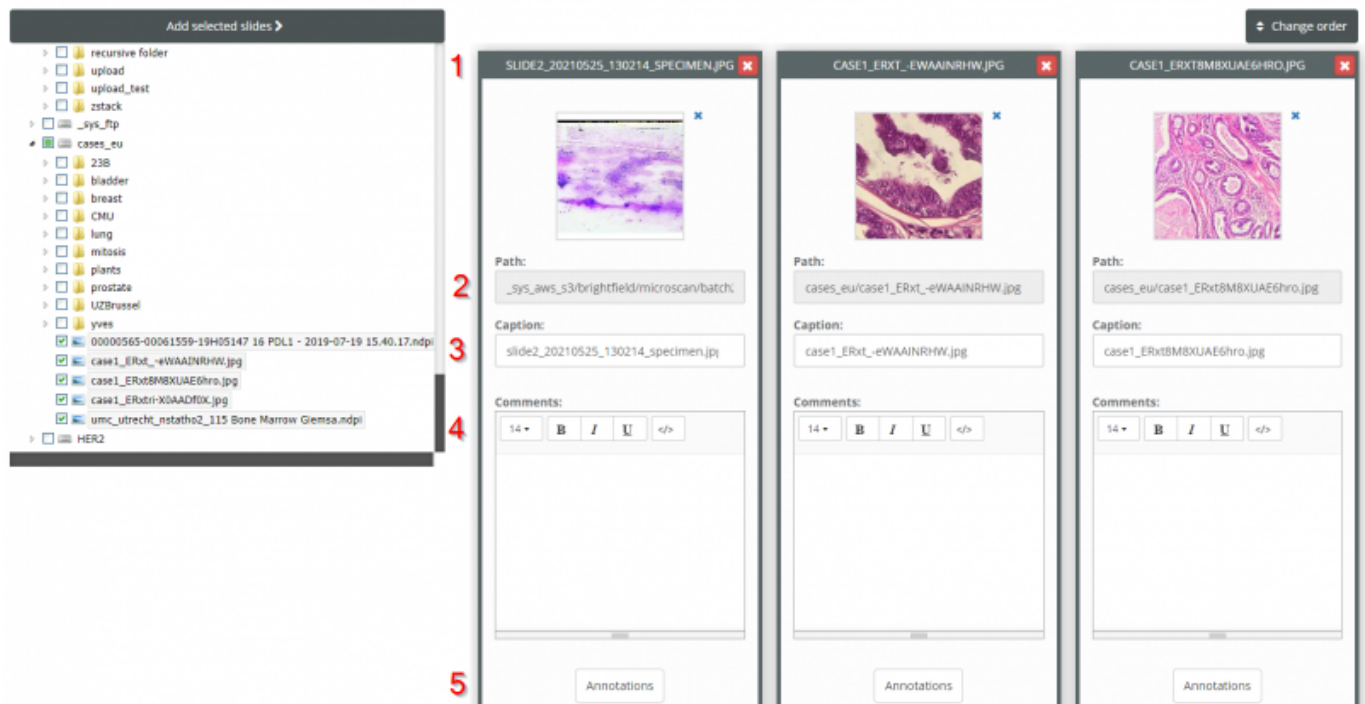 Add selected slides
Change order
recursive folder
upload
upload_test
zstack
_sys_ftp
cases_eu
23B
bladder
breast
CMU
lung
mitosis
plants
prostate
UZBrussel
yves
00000565-00061559-19H05147 16 PDL1 - 2019-07-19 15.40.17.ndpi
case1_ERxt_-eWAAINRHW.jpg
case1_ERxt8M8XUAE6hro.jpg
case1_ERxtri-X0AADf0X.jpg
umc_utrecht_nstatho2_115 Bone Marrow Giemsa.ndpi
HER2
1
SLIDE2_20210525_130214_SPECIMEN.JPG
CASE1_ERXT_-EWAAINRHW.JPG
CASE1_ERXT8M8XUAE6HRO.JPG
Path:
Path:
Path:
2
_sys_aws_s3/brightfield/microscan/batch
cases_eu/case1_ERxt_-eWAAINRHW.jpg
cases_eu/case1_ERxt8M8XUAE6hro.jpg
Caption:
Caption:
Caption:
3
slide2_20210525_130214_specimen.jpg
case1_ERxt_-eWAAINRHW.jpg
case1_ERxt8M8XUAE6hro.jpg
Comments:
Comments:
Comments:
4
14 B I U </>
14 B I U </>
14 B I U </>
5
Annotations
Annotations
Annotations